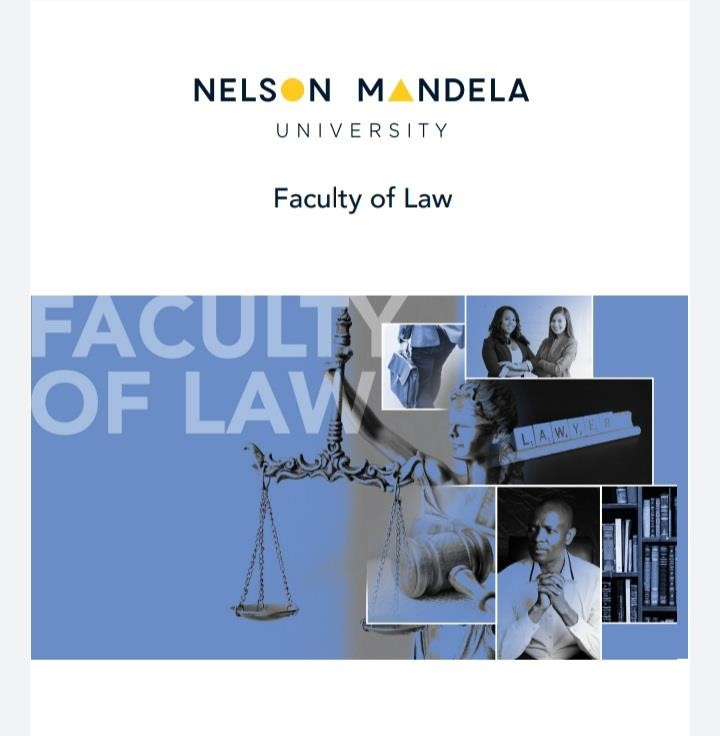 NELSON MANDELA
UNIVERSITY
Faculty of Law
FACULTY
OF LAW
LAWYER